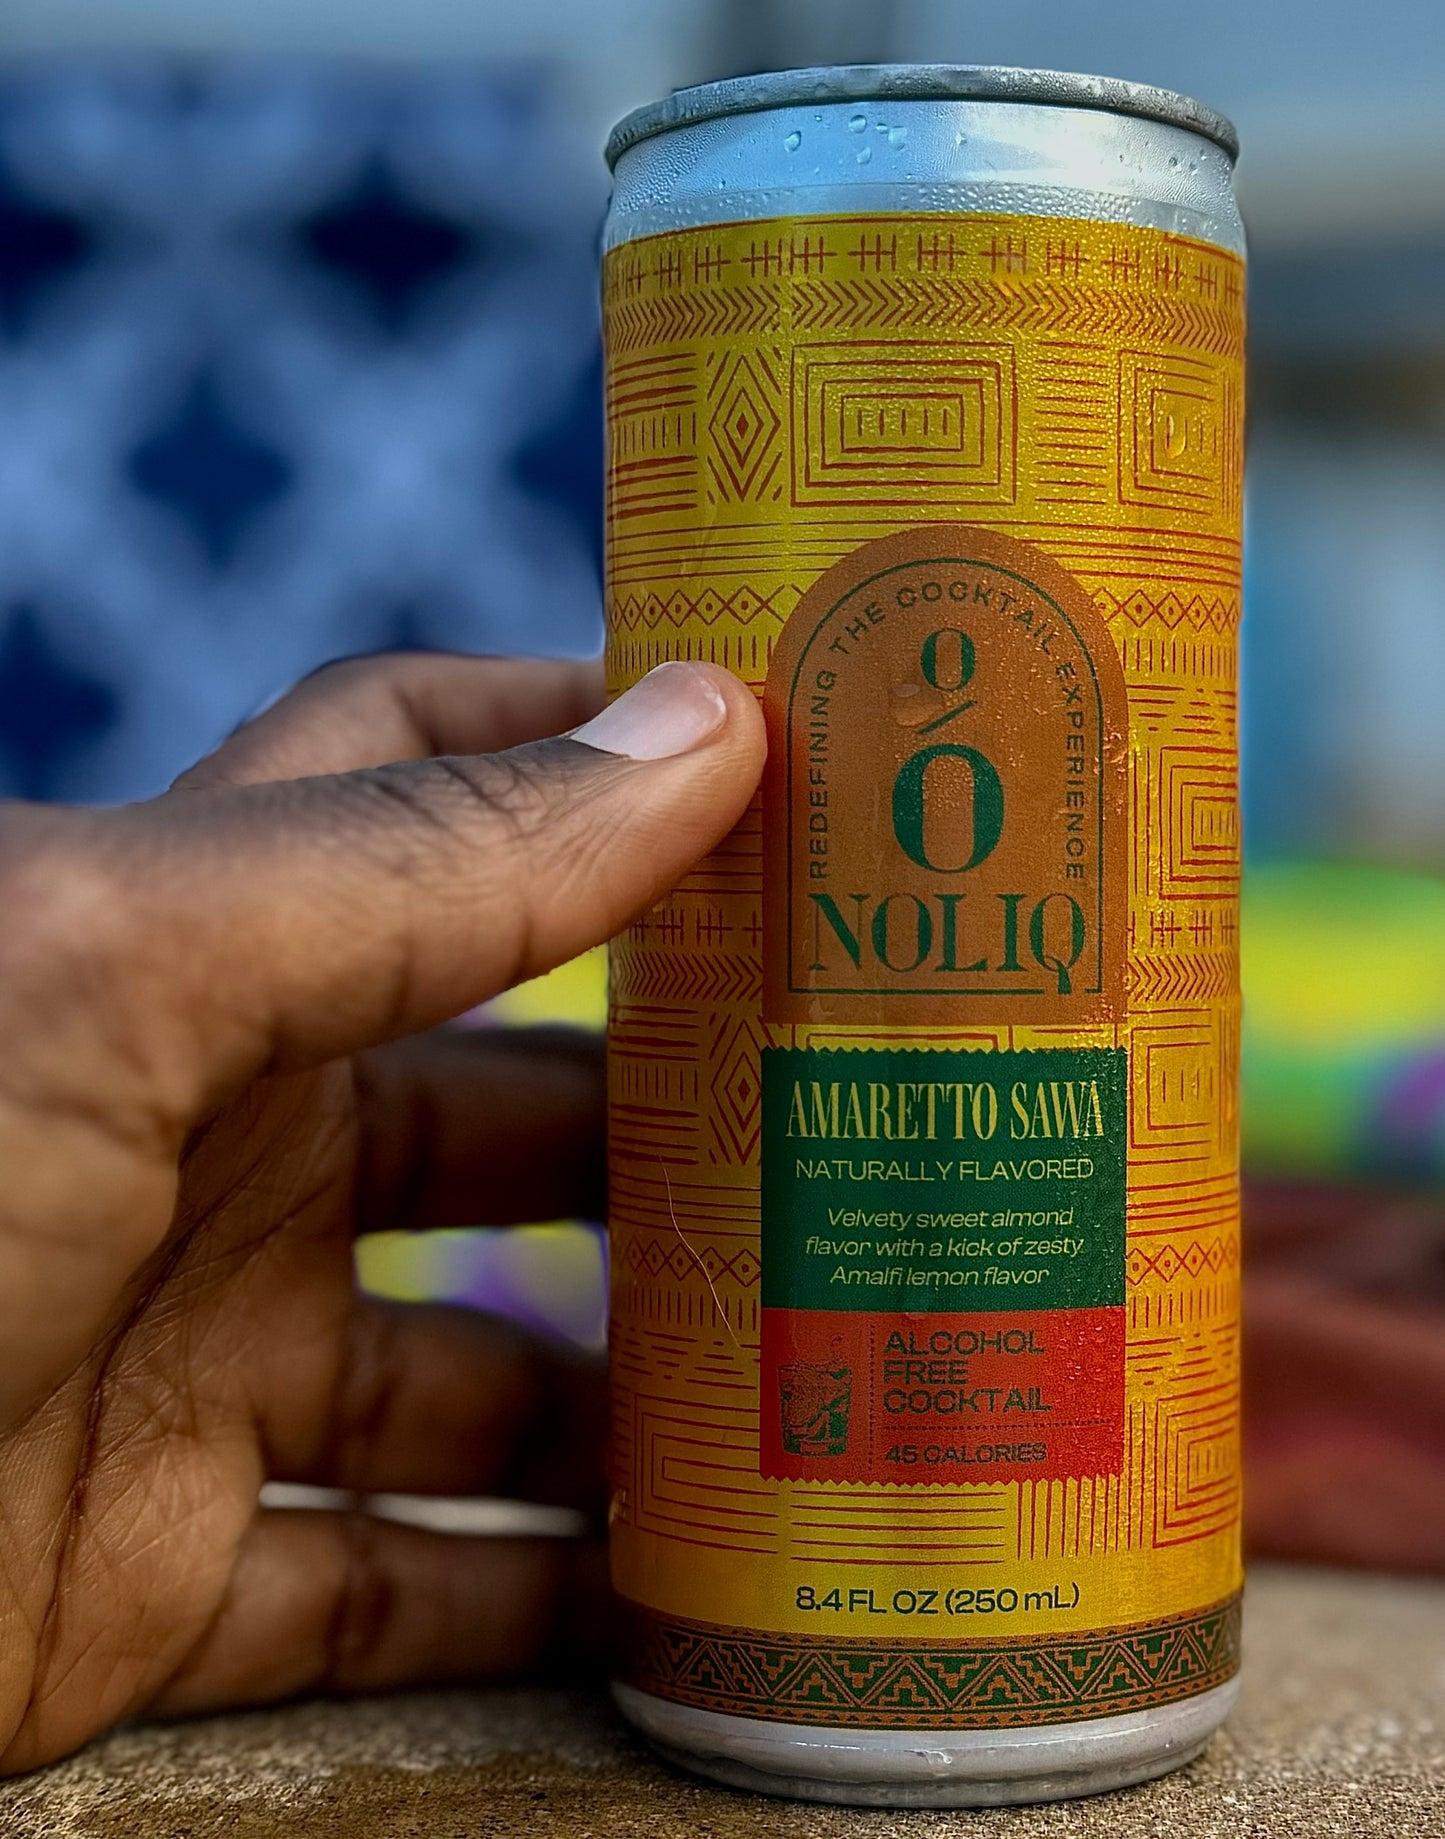 REDEFINING THE COCKTAIL EXPERIENCE
0/0
NOLIQ
AMARETTO SAWA
NATURALLY FLAVORED
Velvety sweet almond
flavor with a kick of zesty
Amalfi lemon flavor
ALCOHOL
FREE
COCKTAIL
45 CALORIES
8.4 FL OZ (250 mL)